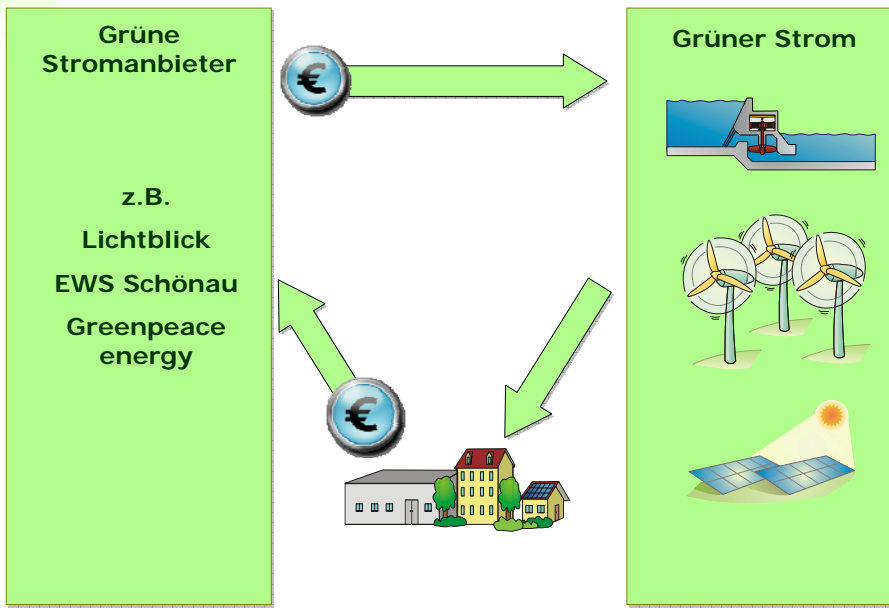 Grüne
Stromanbieter
z.B.
Lichtblick
EWS Schönau
Greenpeace
energy
€
€
Grüner Strom